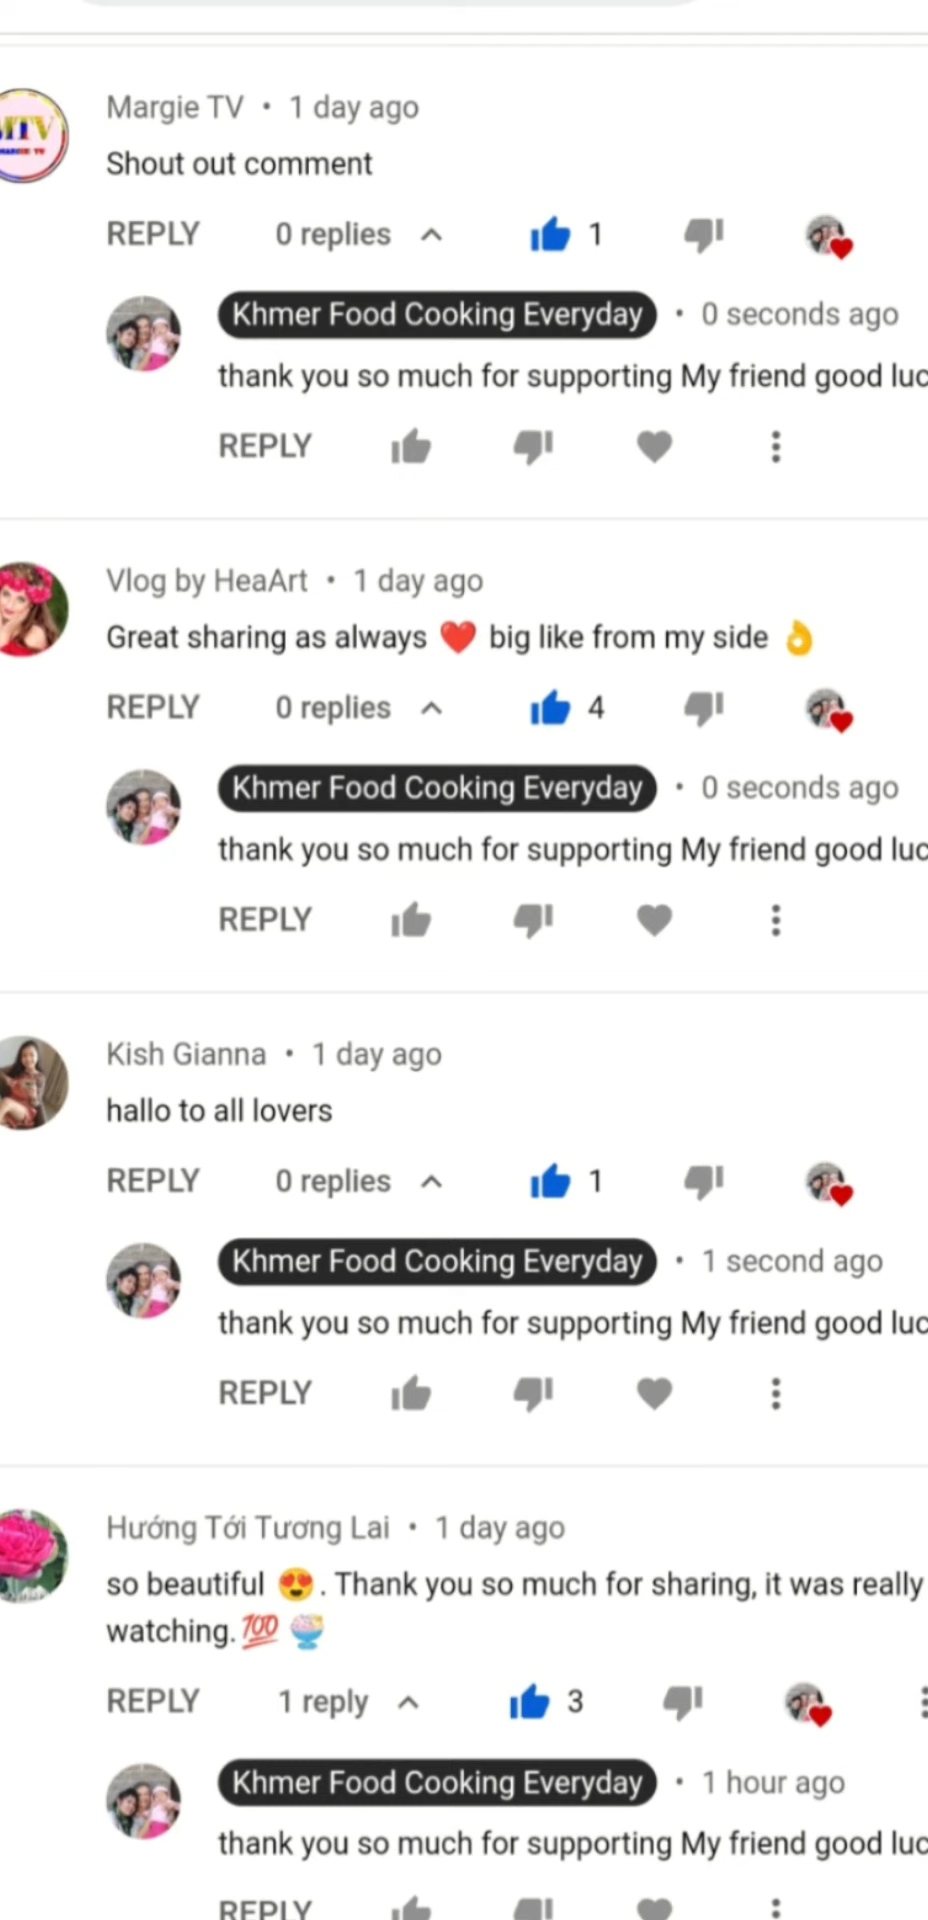 MTV
MARGIE TV
Margie TV • 1 day ago
Shout out comment
REPLY 0 replies 1
Khmer Food Cooking Everyday • 0 seconds ago
thank you so much for supporting My friend good luc
REPLY
Vlog by HeaArt • 1 day ago
Great sharing as always ❤️ big like from my side 👌
REPLY 0 replies 4
Khmer Food Cooking Everyday • 0 seconds ago
thank you so much for supporting My friend good luc
REPLY
Kish Gianna • 1 day ago
hallo to all lovers
REPLY 0 replies 1
Khmer Food Cooking Everyday • 1 second ago
thank you so much for supporting My friend good luc
REPLY
Hướng Tới Tương Lai • 1 day ago
so beautiful 😍. Thank you so much for sharing, it was really
watching. 💯 🍧
REPLY 1 reply 3
Khmer Food Cooking Everyday • 1 hour ago
thank you so much for supporting My friend good luc
REPLY